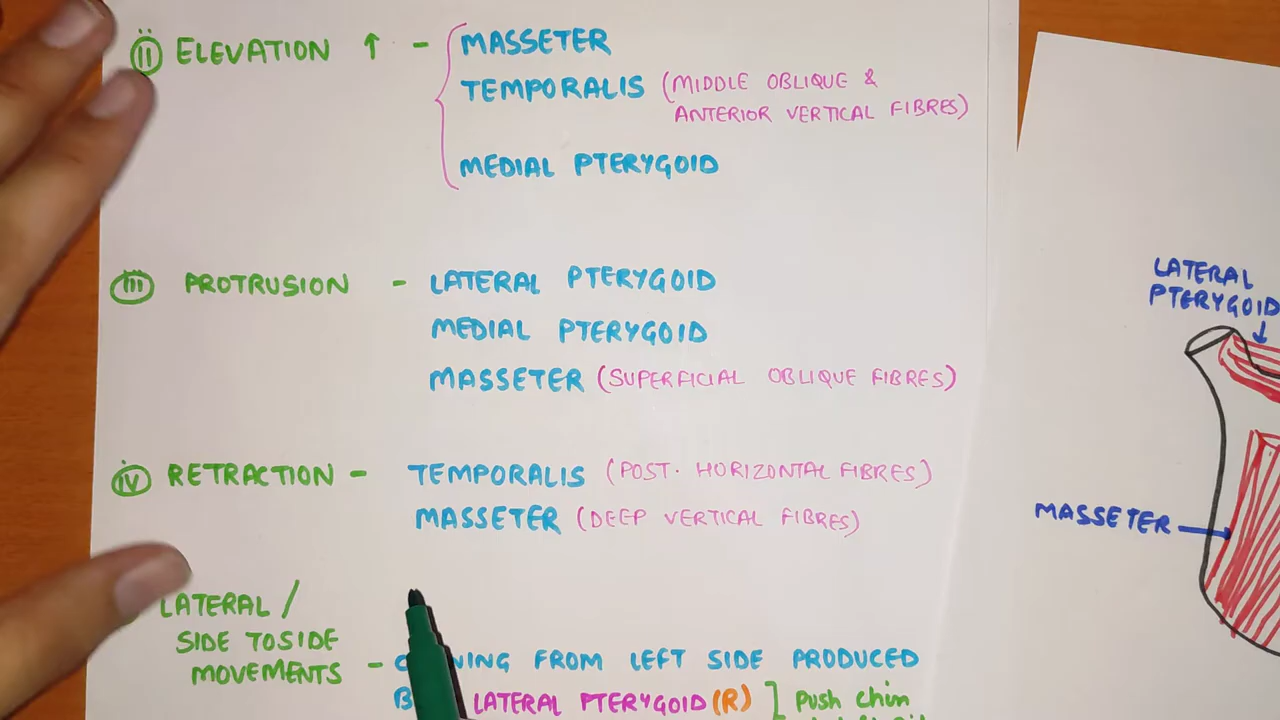 ii ELEVATION ↑ - MASSETER
TEMPORALIS (MIDDLE OBLIQUE &
ANTERIOR VERTICAL FIBRES)
MEDIAL PTERYGOID
iii PROTRUSION - LATERAL PTERYGOID
MEDIAL PTERYGOID
MASSETER (SUPERFICIAL OBLIQUE FIBRES)
iv RETRACTION - TEMPORALIS (POST. HORIZONTAL FIBRES)
MASSETER (DEEP VERTICAL FIBRES)
LATERAL /
SIDE TO SIDE
MOVEMENTS - FROM LEFT SIDE PRODUCED
LATERAL PTERYGOID (R) ] Push chin
LATERAL
PTERYGOID
MASSETER